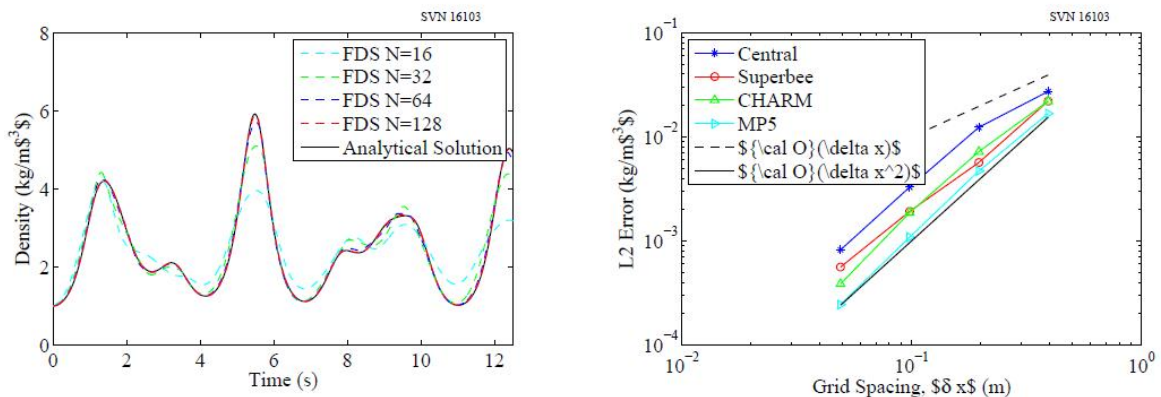 SVN 16103
FDS N=16
FDS N=32
FDS N=64
FDS N=128
Analytical Solution
Density (kg/m$^3$)
8
6
4
2
0
0 2 4 6 8 10 12
Time (s)
SVN 16103
Central
Superbee
CHARM
MP5
${\cal O}(\delta x)$
${\cal O}(\delta x^2)$
L2 Error (kg/m$^3$)
10⁻¹
10⁻²
10⁻³
10⁻⁴
10⁻² 10⁻¹ 10⁰
Grid Spacing, $δ x$ (m)